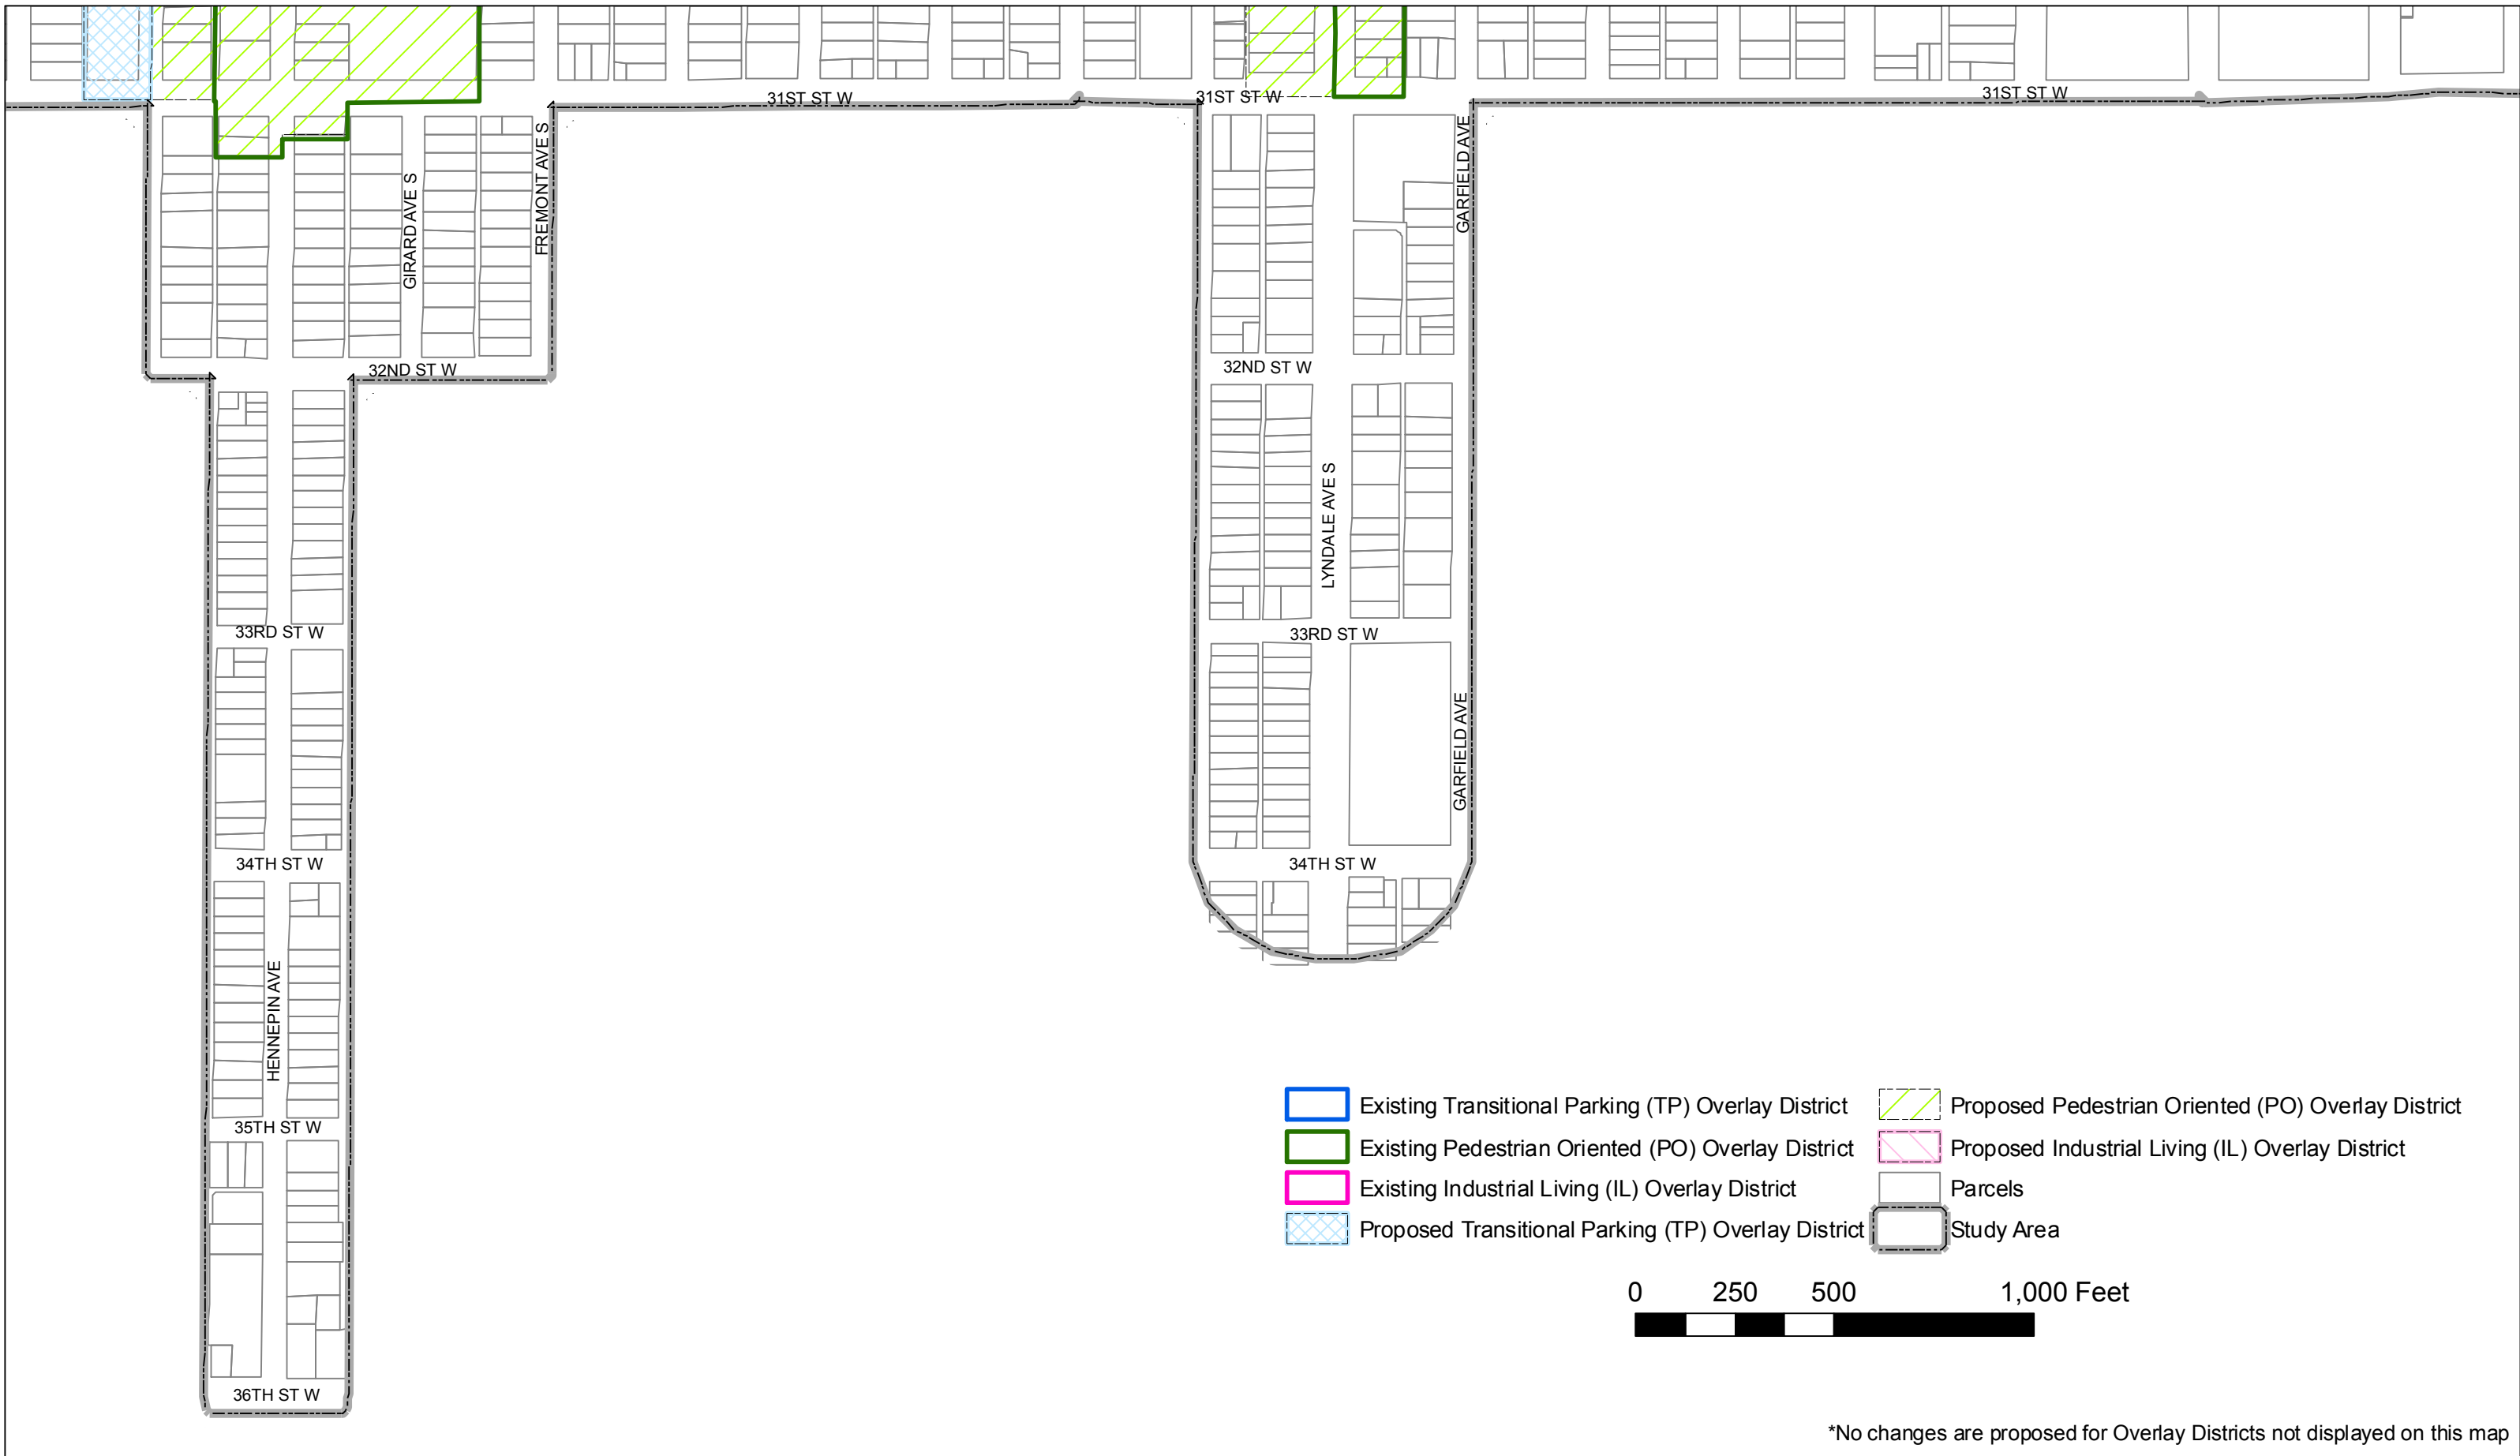 31ST ST W
31ST ST W
31ST ST W
GIRARD AVE S
FREMONT AVE S
GARFIELD AVE
32ND ST W
32ND ST W
LYNDALE AVE S
33RD ST W
33RD ST W
GARFIELD AVE
34TH ST W
34TH ST W
HENNEPIN AVE
35TH ST W
36TH ST W
Existing Transitional Parking (TP) Overlay District
Existing Pedestrian Oriented (PO) Overlay District
Existing Industrial Living (IL) Overlay District
Proposed Transitional Parking (TP) Overlay District
Proposed Pedestrian Oriented (PO) Overlay District
Proposed Industrial Living (IL) Overlay District
Parcels
Study Area
0 250 500 1,000 Feet
*No changes are proposed for Overlay Districts not displayed on this map